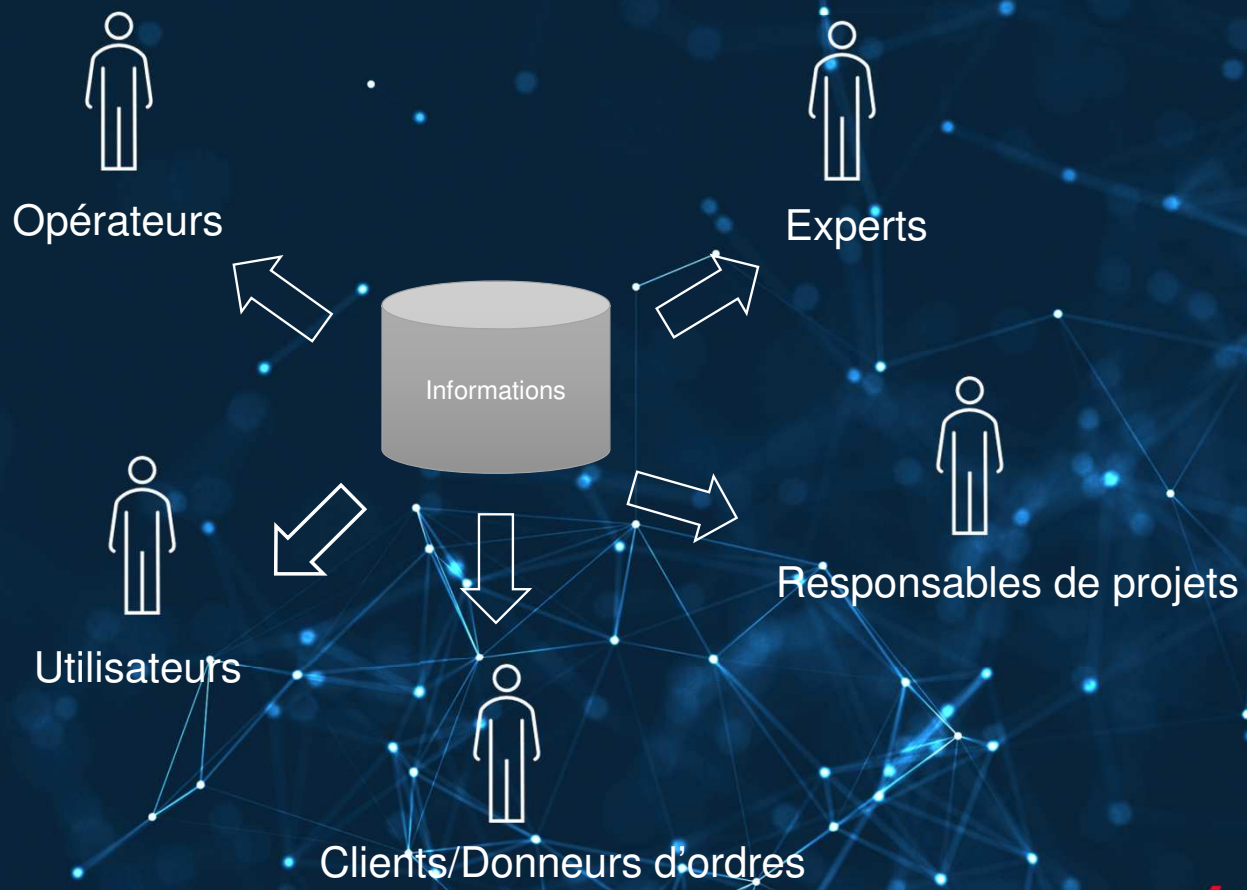 Opérateurs
Experts
Informations
Responsables de projets
Utilisateurs
Clients/Donneurs d'ordres